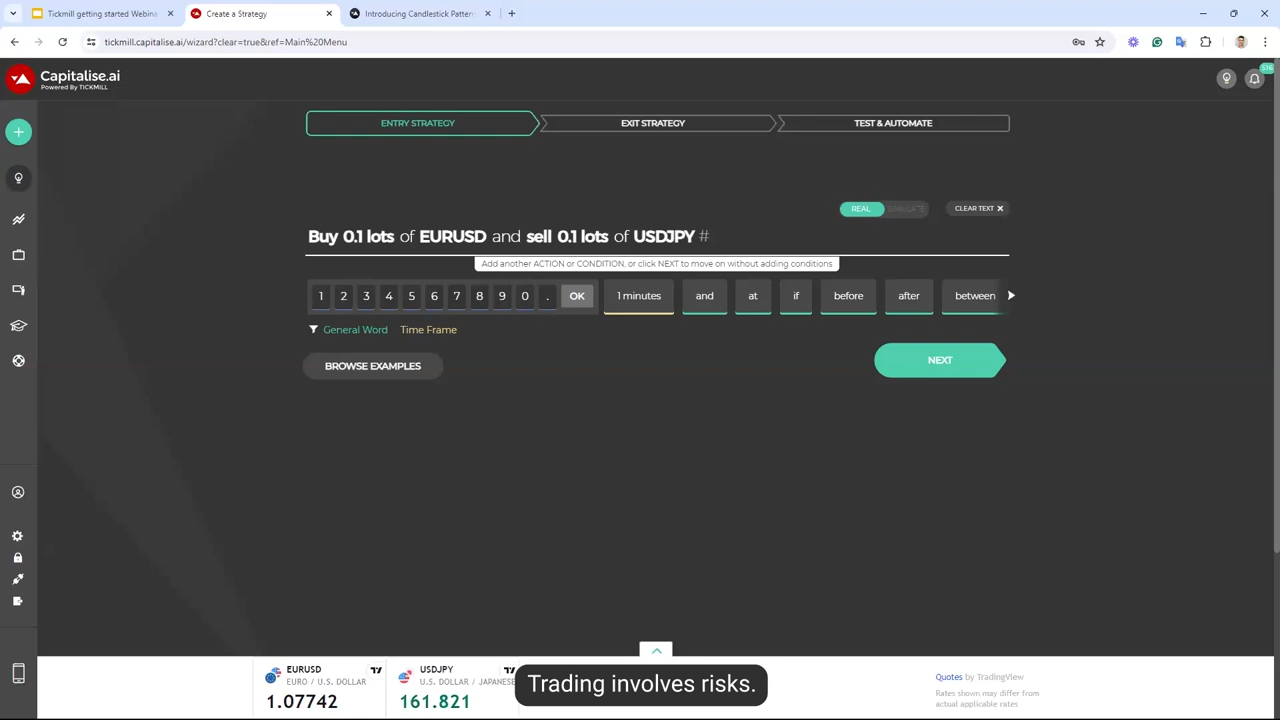 Tickmill getting started Webina
Create a Strategy
Introducing Candlestick Pattern
tickmill.capitalise.ai/wizard?clear=true&ref=Main%20Menu
Capitalise.ai
Powered By TICKMILL
516
ENTRY STRATEGY
EXIT STRATEGY
TEST & AUTOMATE
REAL
SIMULATE
CLEAR TEXT
Buy 0.1 lots of EURUSD and sell 0.1 lots of USDJPY #
Add another ACTION or CONDITION, or click NEXT to move on without adding conditions
1 2 3 4 5 6 7 8 9 0 . OK 1 minutes and at if before after between
General Word Time Frame
BROWSE EXAMPLES
NEXT
EURUSD
EURO / U.S. DOLLAR
1.07742
USDJPY
U.S. DOLLAR / JAPANESE
161.821
Trading involves risks.
Quotes by TradingView
Rates shown may differ from
actual applicable rates